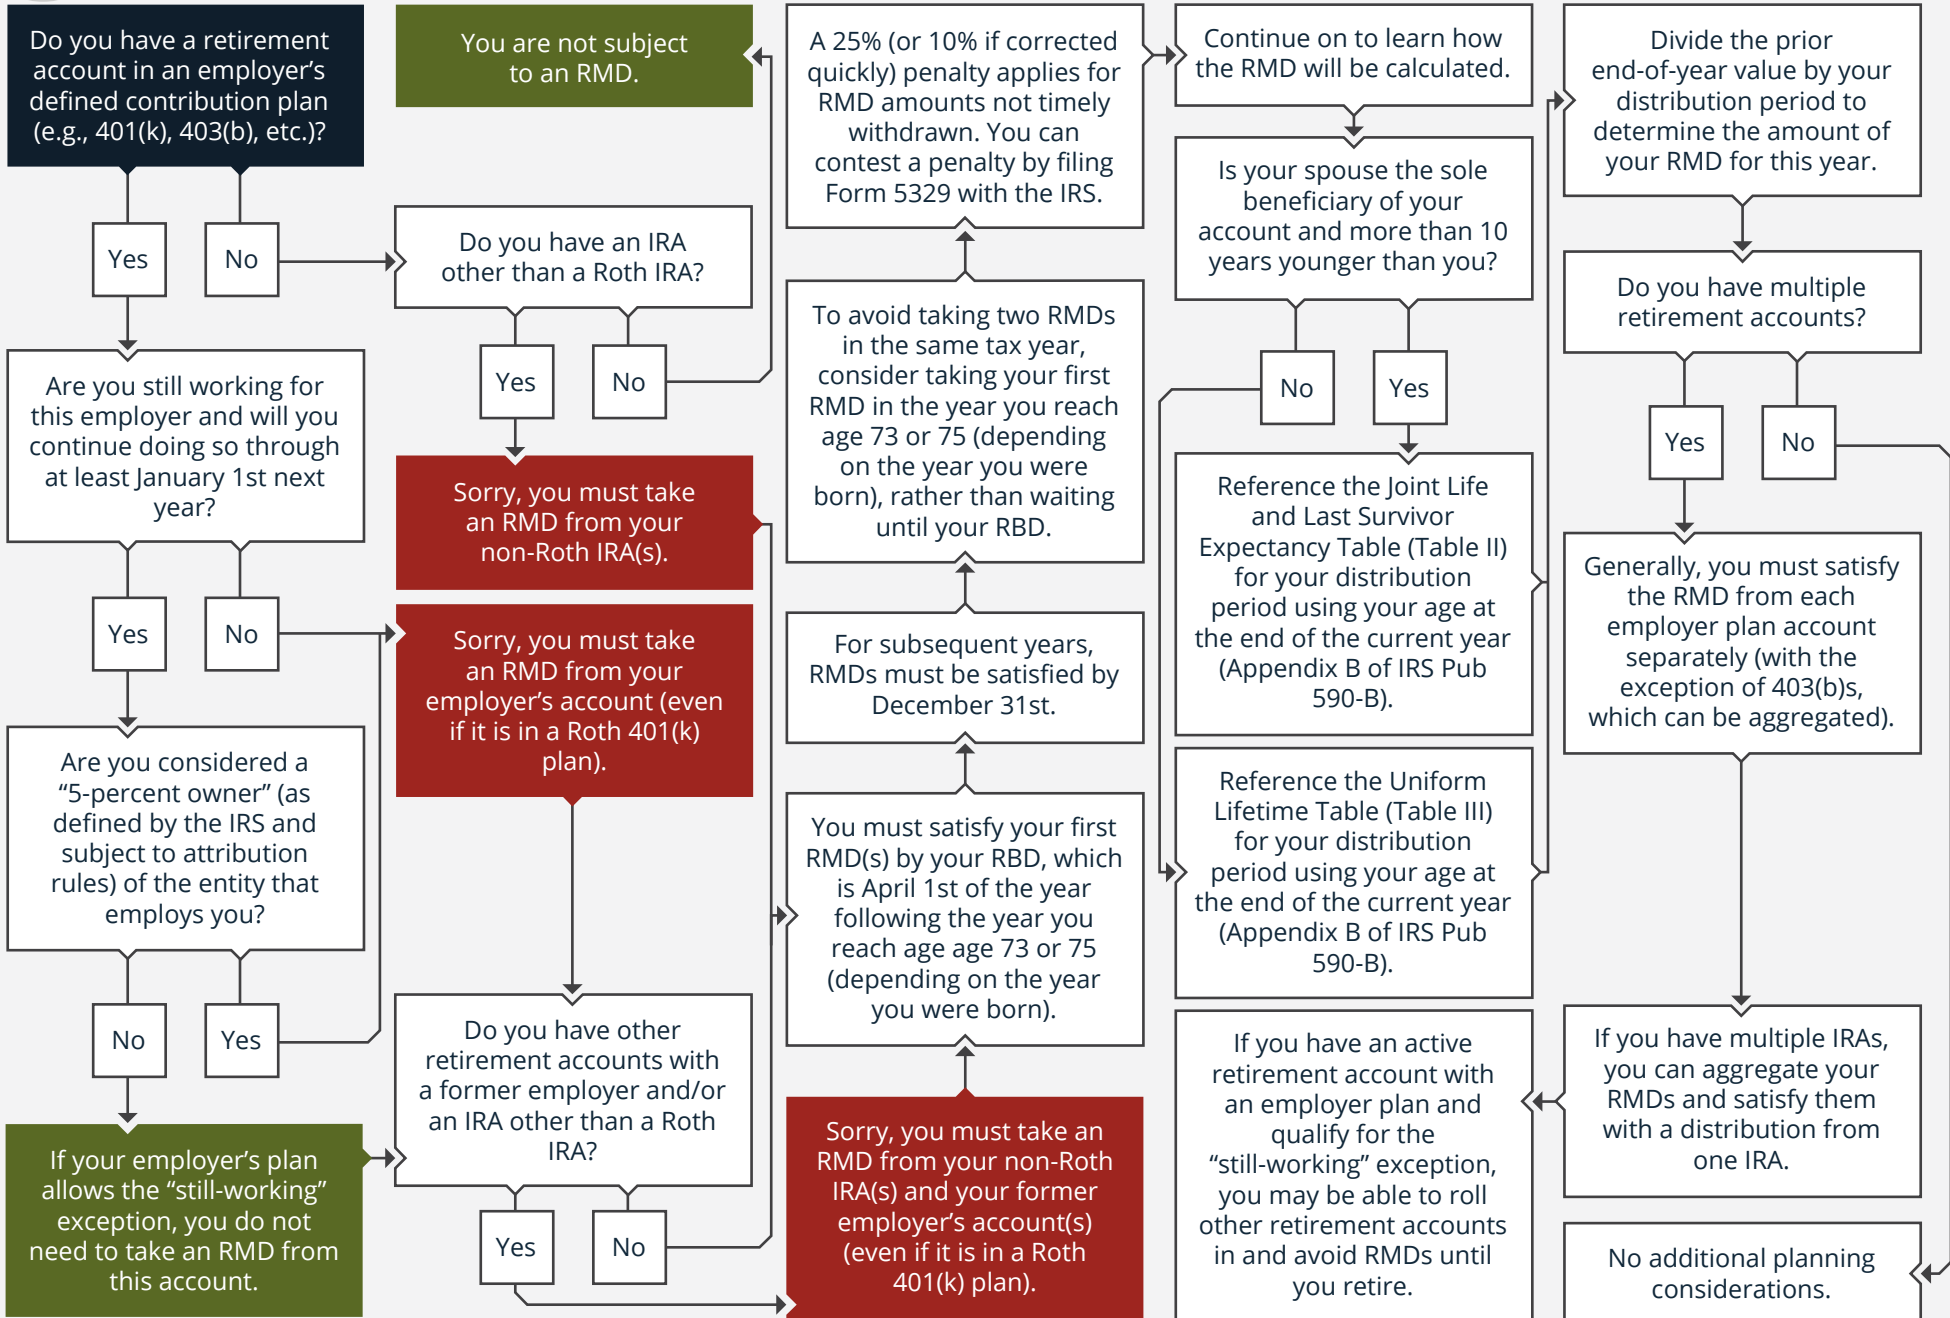 Do you have a retirement
account in an employer's
defined contribution plan
(e.g., 401(k), 403(b), etc.)?
Yes
No
Are you still working for
this employer and will you
continue doing so through
at least January 1st next
year?
Yes
No
Are you considered a
“5-percent owner” (as
defined by the IRS and
subject to attribution
rules) of the entity that
employs you?
No
Yes
If your employer’s plan
allows the “still-working”
exception, you do not
need to take an RMD from
this account.
You are not subject
to an RMD.
Do you have an IRA
other than a Roth IRA?
Yes
No
Sorry, you must take
an RMD from your
non-Roth IRA(s).
Sorry, you must take
an RMD from your
employer’s account (even
if it is in a Roth 401(k)
plan).
Do you have other
retirement accounts with
a former employer and/or
an IRA other than a Roth
IRA?
Yes
No
A 25% (or 10% if corrected
quickly) penalty applies for
RMD amounts not timely
withdrawn. You can
contest a penalty by filing
Form 5329 with the IRS.
To avoid taking two RMDs
in the same tax year,
consider taking your first
RMD in the year you reach
age 73 or 75 (depending
on the year you were
born), rather than waiting
until your RBD.
For subsequent years,
RMDs must be satisfied by
December 31st.
You must satisfy your first
RMD(s) by your RBD, which
is April 1st of the year
following the year you
reach age age 73 or 75
(depending on the year
you were born).
Sorry, you must take an
RMD from your non-Roth
IRA(s) and your former
employer’s account(s)
(even if it is in a Roth
401(k) plan).
Continue on to learn how
the RMD will be calculated.
Is your spouse the sole
beneficiary of your
account and more than 10
years younger than you?
No
Yes
Reference the Joint Life
and Last Survivor
Expectancy Table (Table II)
for your distribution
period using your age at
the end of the current year
(Appendix B of IRS Pub
590-B).
Reference the Uniform
Lifetime Table (Table III)
for your distribution
period using your age at
the end of the current year
(Appendix B of IRS Pub
590-B).
If you have an active
retirement account with
an employer plan and
qualify for the
“still-working” exception,
you may be able to roll
other retirement accounts
in and avoid RMDs until
you retire.
Divide the prior
end-of-year value by your
distribution period to
determine the amount of
your RMD for this year.
Do you have multiple
retirement accounts?
Yes
No
Generally, you must satisfy
the RMD from each
employer plan account
separately (with the
exception of 403(b)s,
which can be aggregated).
If you have multiple IRAs,
you can aggregate your
RMDs and satisfy them
with a distribution from
one IRA.
No additional planning
considerations.